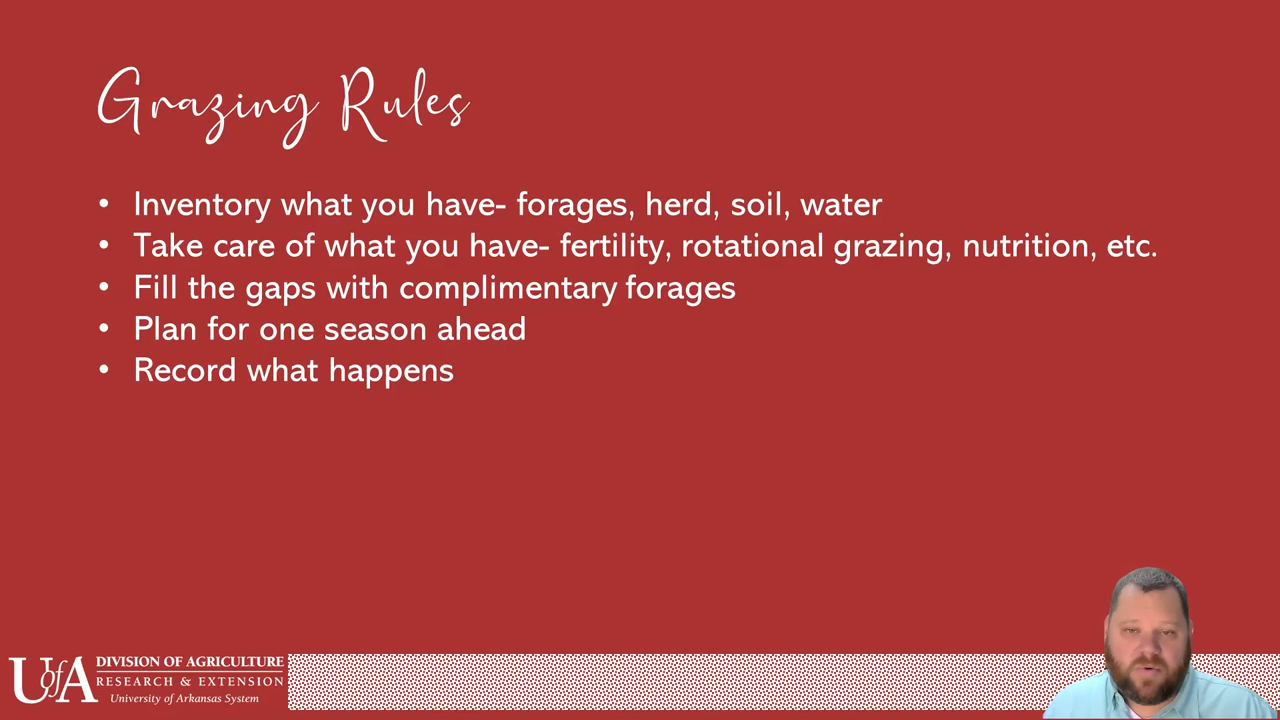 Grazing Rules
• Inventory what you have- forages, herd, soil, water
• Take care of what you have- fertility, rotational grazing, nutrition, etc.
• Fill the gaps with complimentary forages
• Plan for one season ahead
• Record what happens
UofA DIVISION OF AGRICULTURE
RESEARCH & EXTENSION
University of Arkansas System